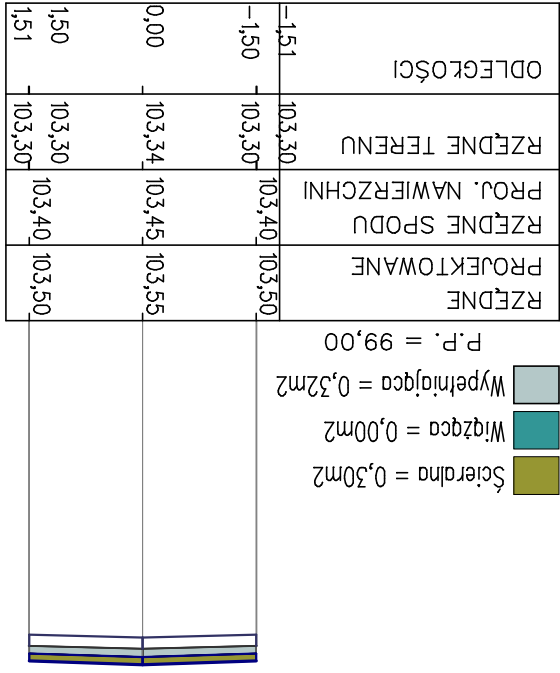 Ścieralna = 0,30m2
Wiążąca = 0,00m2
Wypełniająca = 0,32m2
P.P. = 99,00
RZĘDNE
PROJEKTOWANE
103,50
103,55
103,50
RZĘDNE SPODU
PROJ. NAWIERZCHNI
103,40
103,45
103,40
RZĘDNE TERENU
103,30
103,30
103,34
103,30
103,30
ODLEGŁOŚCI
-1,51
-1,50
0,00
1,50
1,51